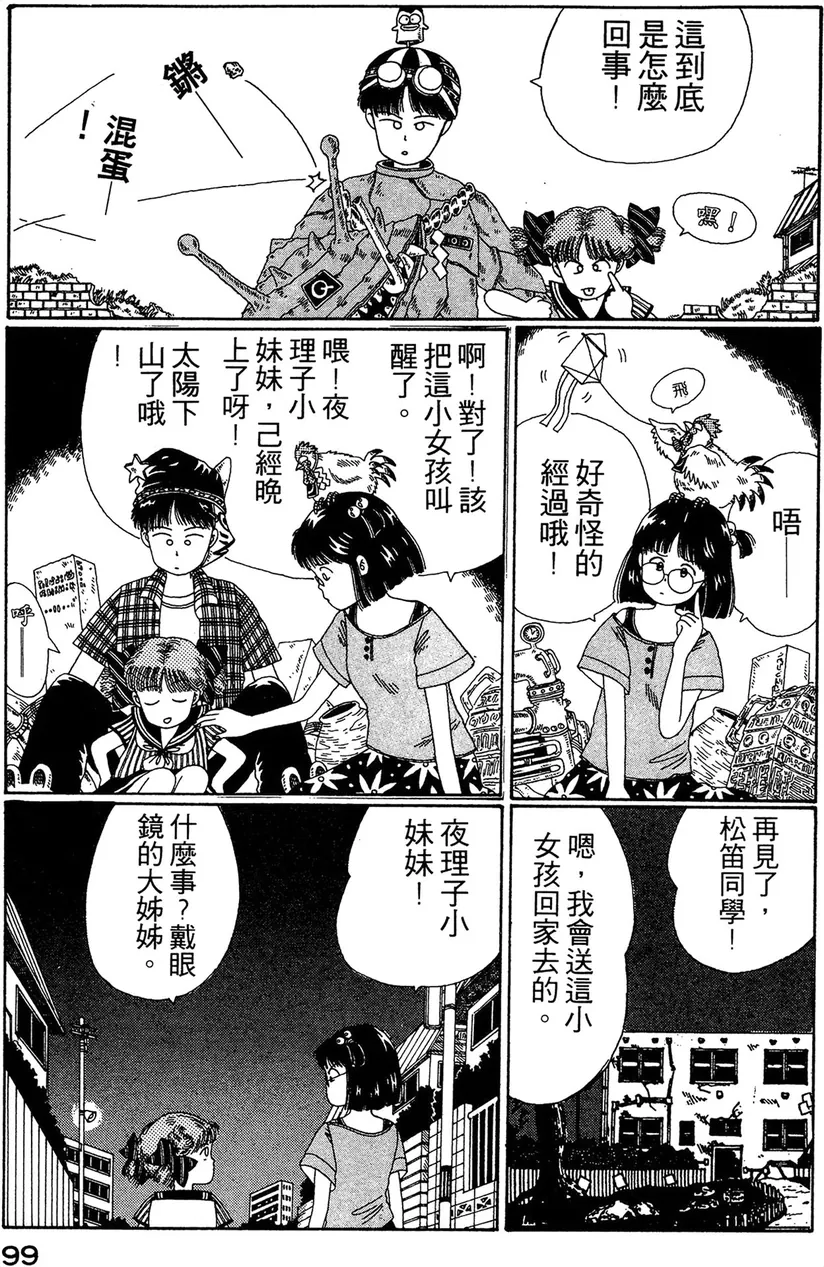 這到底
是怎麼
回事！
嘿！
鏘
混蛋
！
唔——
飛
好奇怪的
經過哦！
啊！對了！該
把這小女孩叫
醒了。
喂！夜
理子小
妹妹，己經晚
上了呀！
太陽下
山了哦
！
呼——
再見了，
松笛同學！
嗯，我會送這小
女孩回家去的。
夜理子小
妹妹！
什麼事？戴眼
鏡的大姊姊。
99